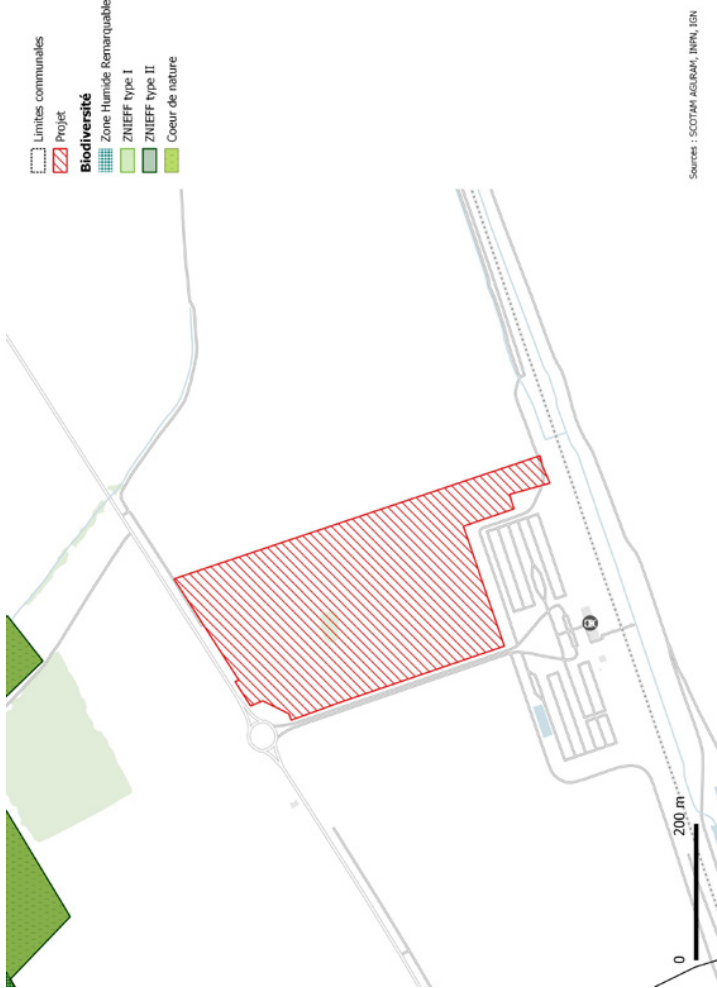 Limites communales
Projet
Biodiversité
Zone Humide Remarquables
ZNIEFF type I
ZNIEFF type II
Coeur de nature
0
200 m
Sources : SCOTAM AGURAM, INPN, IGN